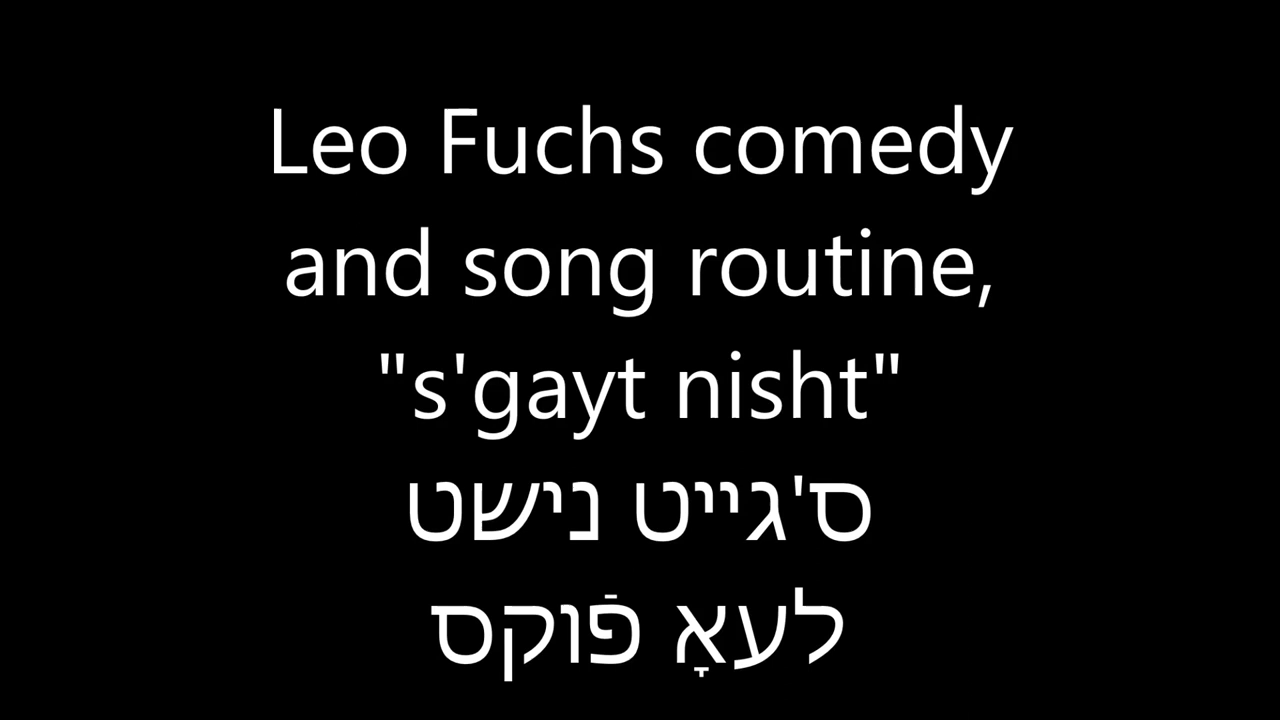 Leo Fuchs comedy
and song routine,
"s'gayt nisht"
ס'גייט נישט
לעאָ פֿוקס